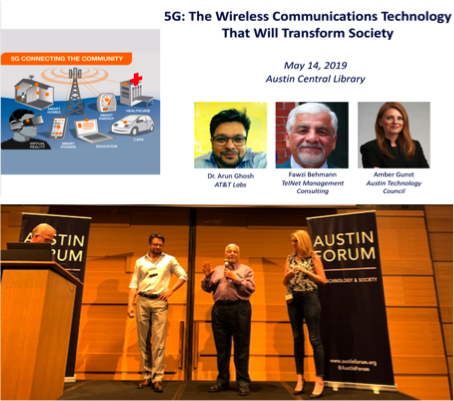 5G: The Wireless Communications Technology
That Will Transform Society
May 14, 2019
Austin Central Library
5G CONNECTING THE COMMUNITY
SMART HOMES
HEALTHCARE
SMART ENERGY
VIRTUAL REALITY
SMART PHONES
EDUCATION
CARS
Dr. Arun Ghosh
AT&T Labs
Fawzi Behmann
TelNet Management
Consulting
Amber Gunst
Austin Technology
Council
AUSTIN
FORUM
AUSTIN
FORUM
TECHNOLOGY & SOCIETY
www.austinforum.org
@AustinForum